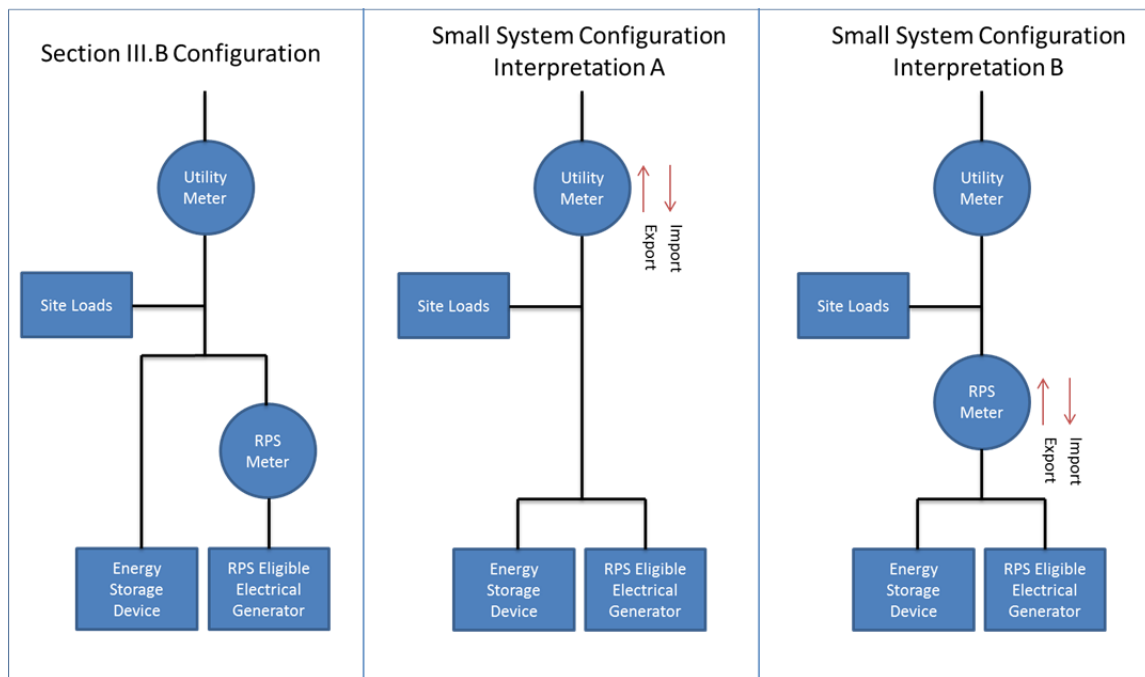 Section III.B Configuration
Utility
Meter
Site Loads
RPS
Meter
Energy
Storage
Device
RPS Eligible
Electrical
Generator
Small System Configuration
Interpretation A
Utility
Meter
Export
Import
Site Loads
Energy
Storage
Device
RPS Eligible
Electrical
Generator
Small System Configuration
Interpretation B
Utility
Meter
Site Loads
RPS
Meter
Export
Import
Energy
Storage
Device
RPS Eligible
Electrical
Generator